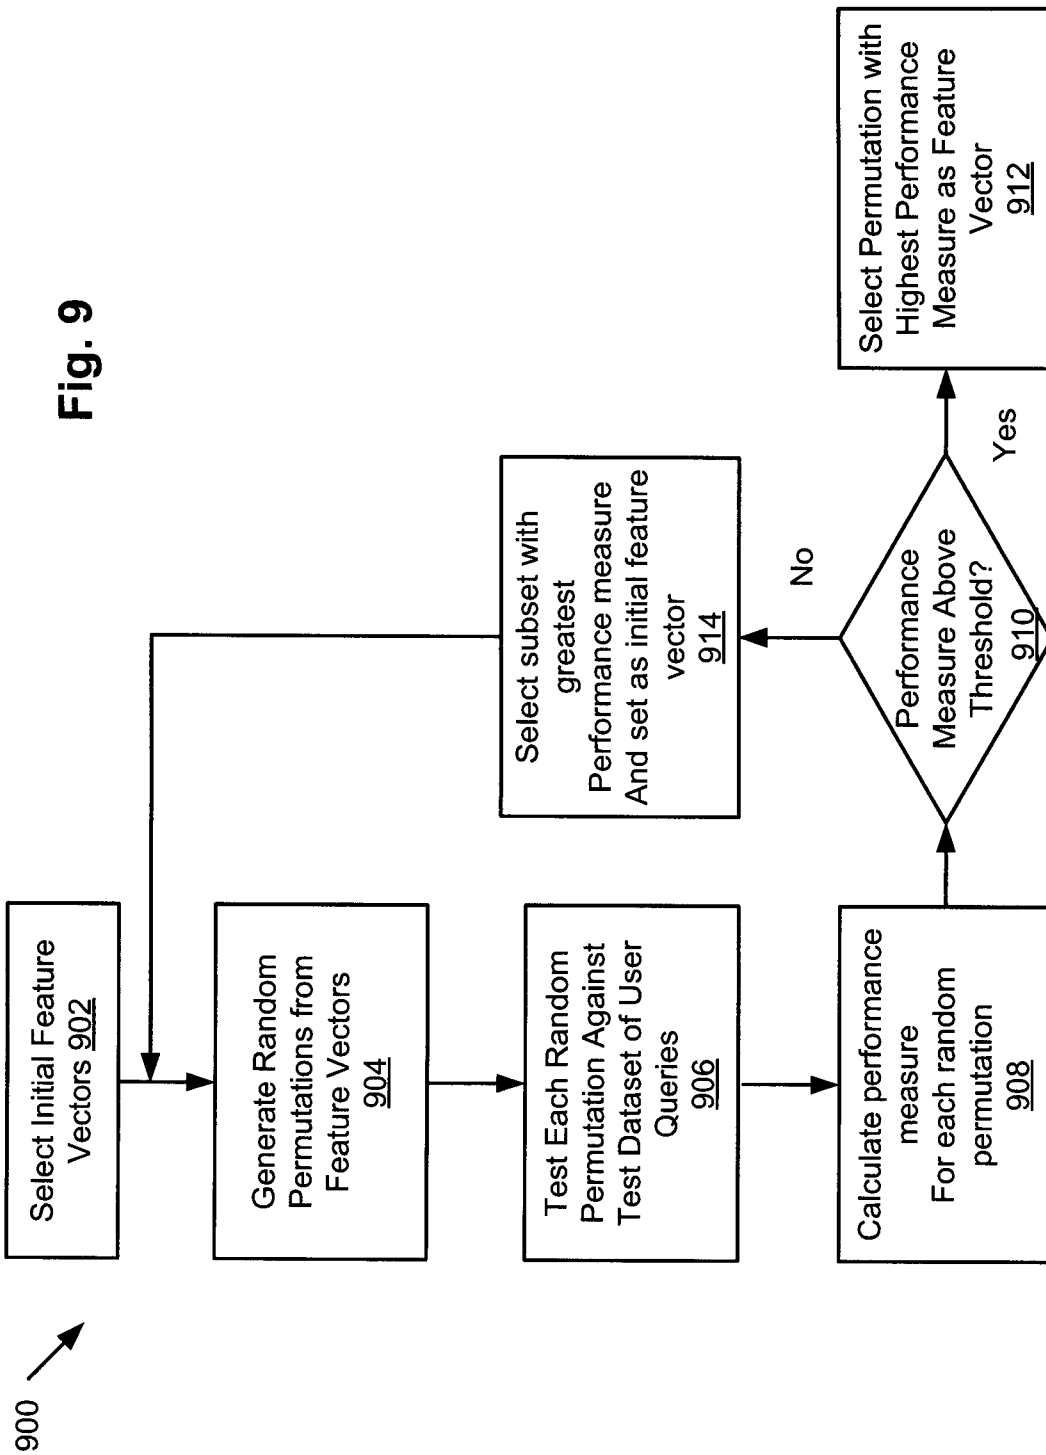 900
Fig. 9
Select Initial Feature
Vectors 902
Generate Random
Permutations from
Feature Vectors
904
Test Each Random
Permutation Against
Test Dataset of User
Queries
906
Calculate performance
measure
For each random
permutation
908
Performance
Measure Above
Threshold?
910
No
Yes
Select subset with
greatest
Performance measure
And set as initial feature
vector
914
Select Permutation with
Highest Performance
Measure as Feature
Vector
912